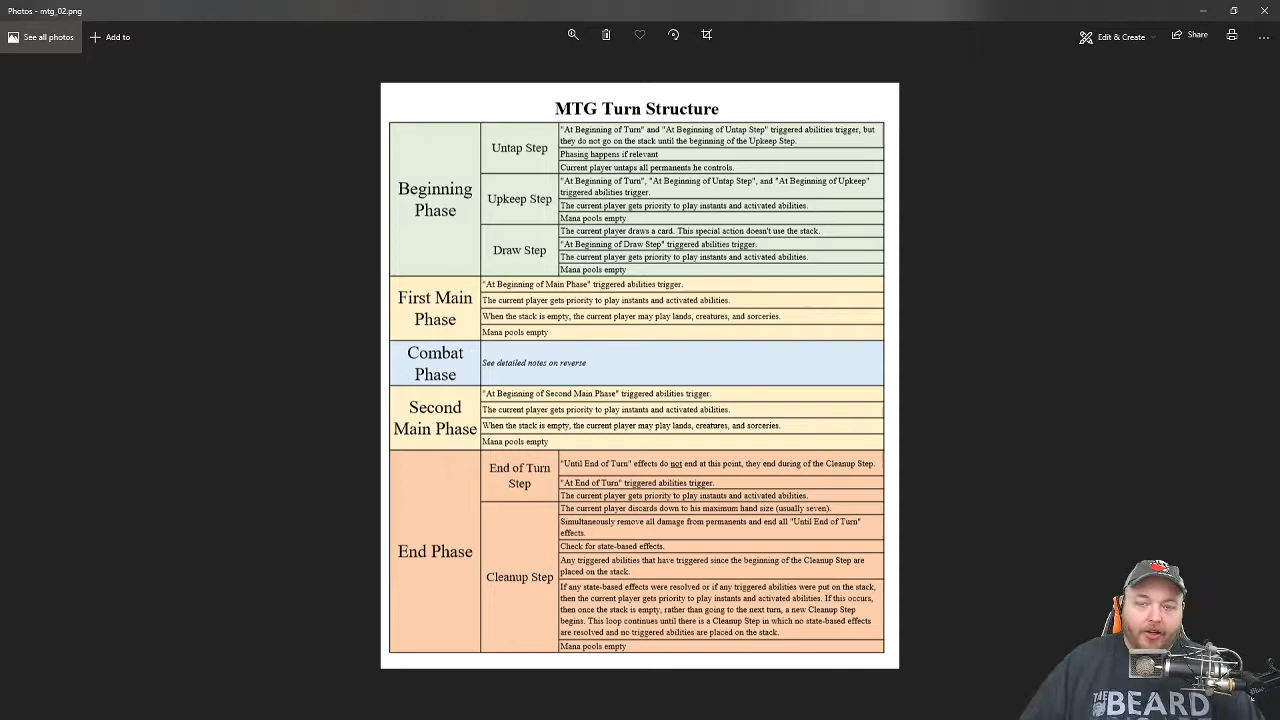 Photos - mtg_02.png
See all photos
Add to
Edit & Create
Share
MTG Turn Structure
Beginning
Phase
Untap Step
"At Beginning of Turn" and "At Beginning of Untap Step" triggered abilities trigger, but
they do not go on the stack until the beginning of the Upkeep Step.
Phasing happens if relevant
Current player untaps all permanents he controls.
Upkeep Step
"At Beginning of Turn", "At Beginning of Untap Step", and "At Beginning of Upkeep"
triggered abilities trigger.
The current player gets priority to play instants and activated abilities.
Mana pools empty
Draw Step
The current player draws a card. This special action doesn't use the stack.
"At Beginning of Draw Step" triggered abilities trigger.
The current player gets priority to play instants and activated abilities.
Mana pools empty
First Main
Phase
"At Beginning of Main Phase" triggered abilities trigger.
The current player gets priority to play instants and activated abilities.
When the stack is empty, the current player may play lands, creatures, and sorceries.
Mana pools empty
Combat
Phase
See detailed notes on reverse
Second
Main Phase
"At Beginning of Second Main Phase" triggered abilities trigger.
The current player gets priority to play instants and activated abilities.
When the stack is empty, the current player may play lands, creatures, and sorceries.
Mana pools empty
End Phase
End of Turn
Step
"Until End of Turn" effects do not end at this point, they end during of the Cleanup Step.
"At End of Turn" triggered abilities trigger.
The current player gets priority to play instants and activated abilities.
Cleanup Step
The current player discards down to his maximum hand size (usually seven).
Simultaneously remove all damage from permanents and end all "Until End of Turn"
effects.
Check for state-based effects.
Any triggered abilities that have triggered since the beginning of the Cleanup Step are
placed on the stack.
If any state-based effects were resolved or if any triggered abilities were put on the stack,
then the current player gets priority to play instants and activated abilities. If this occurs,
then once the stack is empty, rather than going to the next turn, a new Cleanup Step
begins. This loop continues until there is a Cleanup Step in which no state-based effects
are resolved and no triggered abilities are placed on the stack.
Mana pools empty
THE BEARD